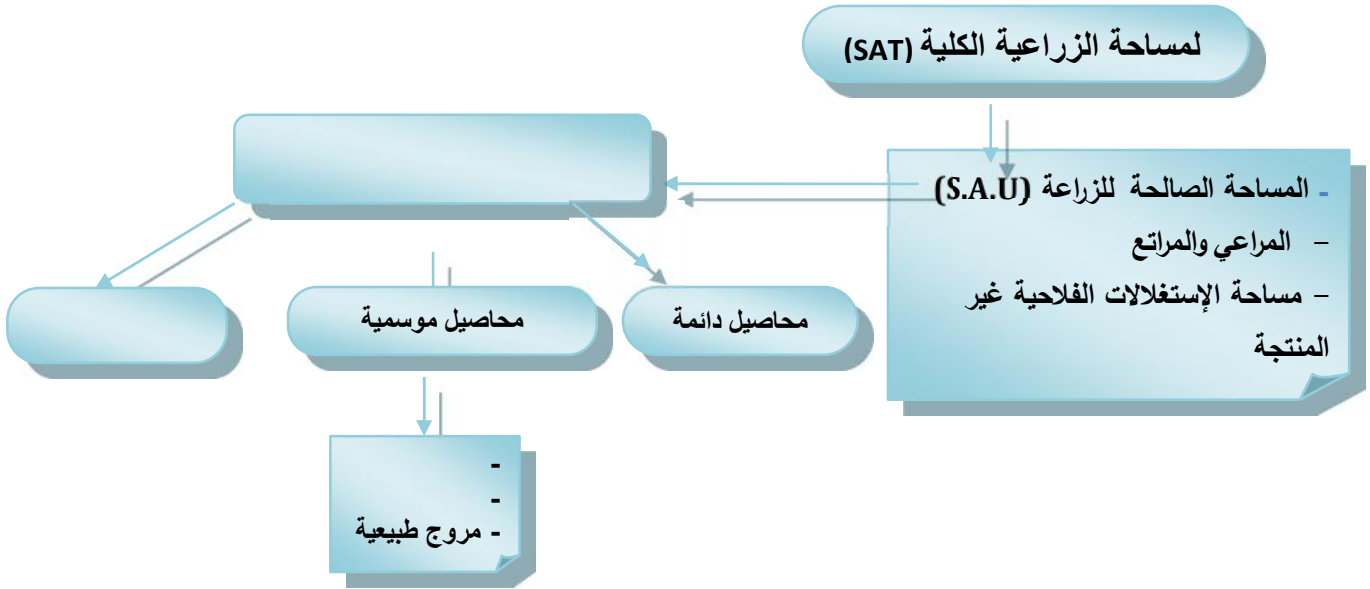 لمساحة الزراعية الكلية (SAT)
- المساحة الصالحة للزراعة (S.A.U)
– المراعي والمراتع
– مساحة الإستغلالات الفلاحية غير
المنتجة
محاصيل دائمة
محاصيل موسمية
-
-
- مروج طبيعية